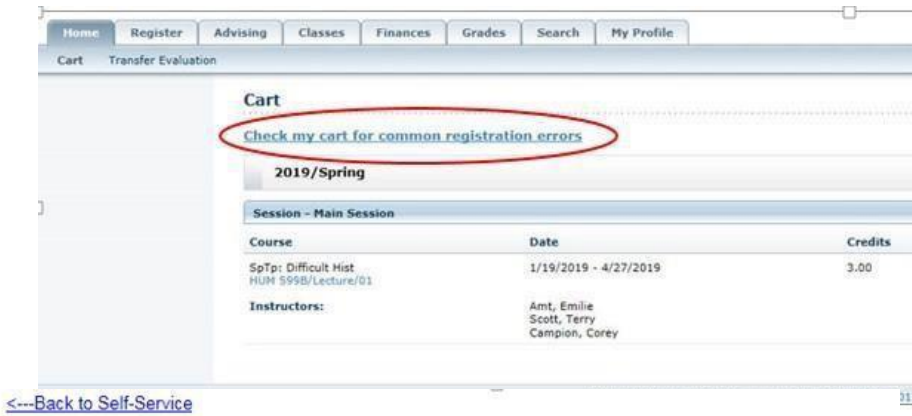 Home Register Advising Classes Finances Grades Search My Profile
Cart Transfer Evaluation
Cart
Check my cart for common registration errors
2019/Spring
Session - Main Session
Course Date Credits
SpTp: Difficult Hist 1/19/2019 - 4/27/2019 3.00
HUM 599B/Lecture/01
Instructors: Amt, Emilie
Scott, Terry
Campion, Corey
<---Back to Self-Service